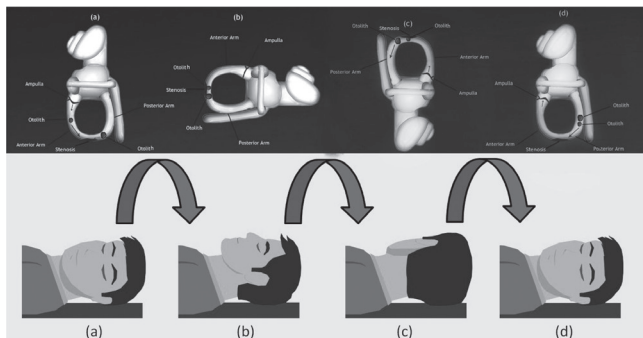 (a)
Ampulla
Posterior Arm
Otolith
Anterior Arm
Stenosis
Otolith
(b)
Anterior Arm
Ampulla
Otolith
Stenosis
Otolith
Posterior Arm
(c)
Otolith
Stenosis
Otolith
Anterior Arm
Posterior Arm
Ampulla
(d)
Ampulla
Otolith
Otolith
Anterior Arm
Stenosis
Posterior Arm
(a)
(b)
(c)
(d)